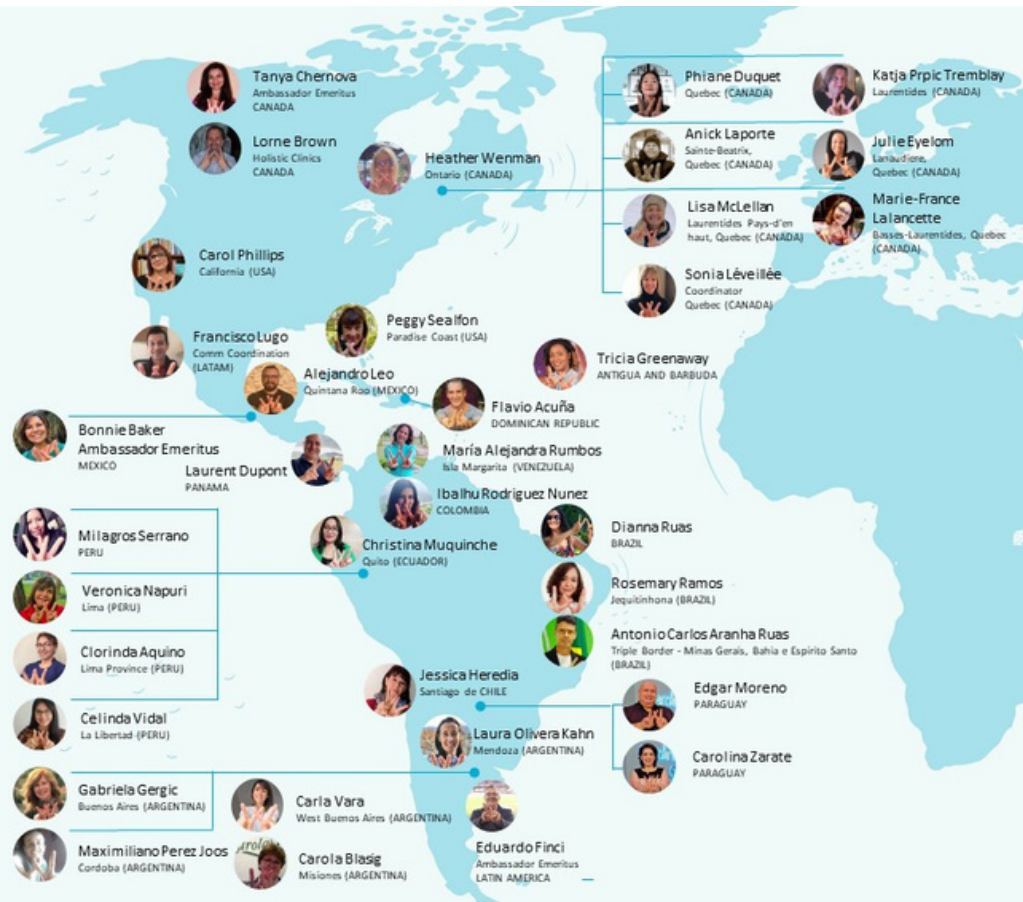 Tanya Chernova
Ambassador Emeritus
CANADA
Lorne Brown
Holistic Clinics
CANADA
Heather Wenman
Ontario (CANADA)
Phiane Duquet
Quebec (CANADA)
Katja Prpic Tremblay
Laurentides (CANADA)
Anick Laporte
Sainte-Beatrix,
Quebec (CANADA)
Julie Eyelom
Lanaudiere,
Quebec (CANADA)
Lisa McLellan
Laurentides Pays-d'en
haut, Quebec (CANADA)
Marie-France
Lalancette
Basses-Laurentides, Quebec
(CANADA)
Sonia Léveillée
Coordinator
Quebec (CANADA)
Carol Phillips
California (USA)
Peggy Sealfon
Paradise Coast (USA)
Francisco Lugo
Comm Coordination
(LATAM)
Alejandro Leo
Quintana Roo (MEXICO)
Tricia Greenaway
ANTIGUA AND BARBUDA
Flavio Acuña
DOMINICAN REPUBLIC
Bonnie Baker
Ambassador Emeritus
MEXICO
Laurent Dupont
PANAMA
María Alejandra Rumbos
Isla Margarita (VENEZUELA)
Ibalhu Rodriguez Nunez
COLOMBIA
Milagros Serrano
PERU
Christina Muquinche
Quito (ECUADOR)
Dianna Ruas
BRAZIL
Veronica Napuri
Lima (PERU)
Rosemary Ramos
Jequitinhona (BRAZIL)
Clorinda Aquino
Lima Province (PERU)
Antonio Carlos Aranha Ruas
Triple Border - Minas Gerais, Bahia e Espirito Santo
(BRAZIL)
Jessica Heredia
Santiago de CHILE
Edgar Moreno
PARAGUAY
Celinda Vidal
La Libertad (PERU)
Laura Olivera Kahn
Mendoza (ARGENTINA)
Carolina Zarate
PARAGUAY
Gabriela Gergic
Buenos Aires (ARGENTINA)
Carla Vara
West Buenos Aires (ARGENTINA)
Eduardo Finci
Ambassador Emeritus
LATIN AMERICA
Maximiliano Perez Joos
Cordoba (ARGENTINA)
Carola Blasig
Misiones (ARGENTINA)